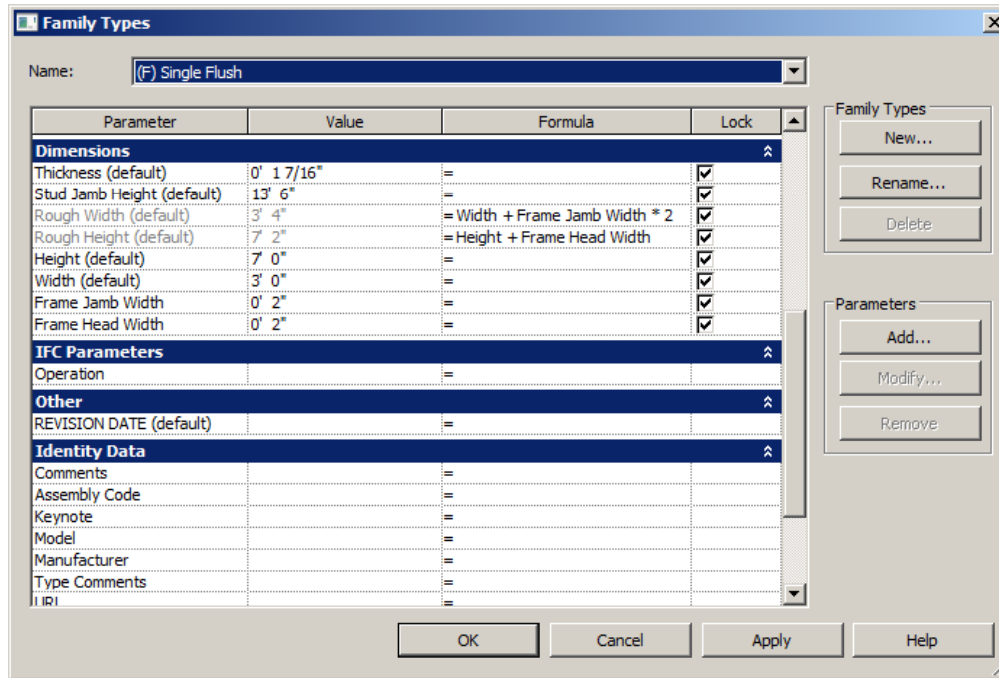 Family Types
Name: (F) Single Flush
Parameter Value Formula Lock
Dimensions
Thickness (default) 0' 1 7/16" =
Stud Jamb Height (default) 13' 6" =
Rough Width (default) 3' 4" = Width + Frame Jamb Width * 2
Rough Height (default) 7' 2" = Height + Frame Head Width
Height (default) 7' 0" =
Width (default) 3' 0" =
Frame Jamb Width 0' 2" =
Frame Head Width 0' 2" =
IFC Parameters
Operation =
Other
REVISION DATE (default) =
Identity Data
Comments =
Assembly Code =
Keynote =
Model =
Manufacturer =
Type Comments =
URL =
Family Types
New...
Rename...
Delete
Parameters
Add...
Modify...
Remove
OK Cancel Apply Help